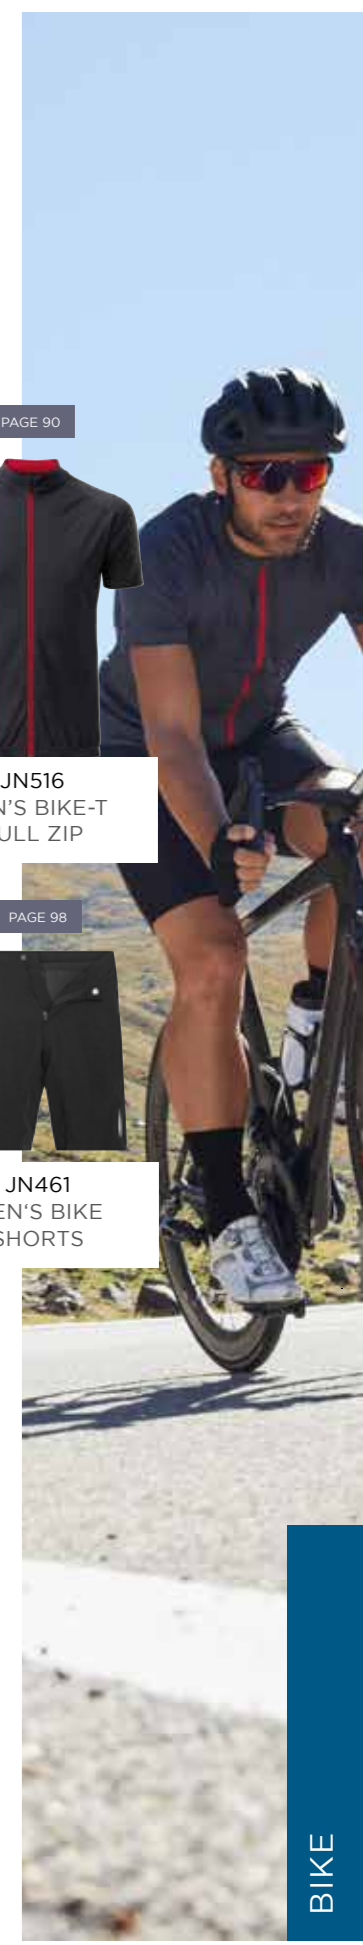 PAGE 90
JN516
N'S BIKE-T
ULL ZIP
PAGE 98
JN461
EN‘S BIKE
SHORTS
BIKE